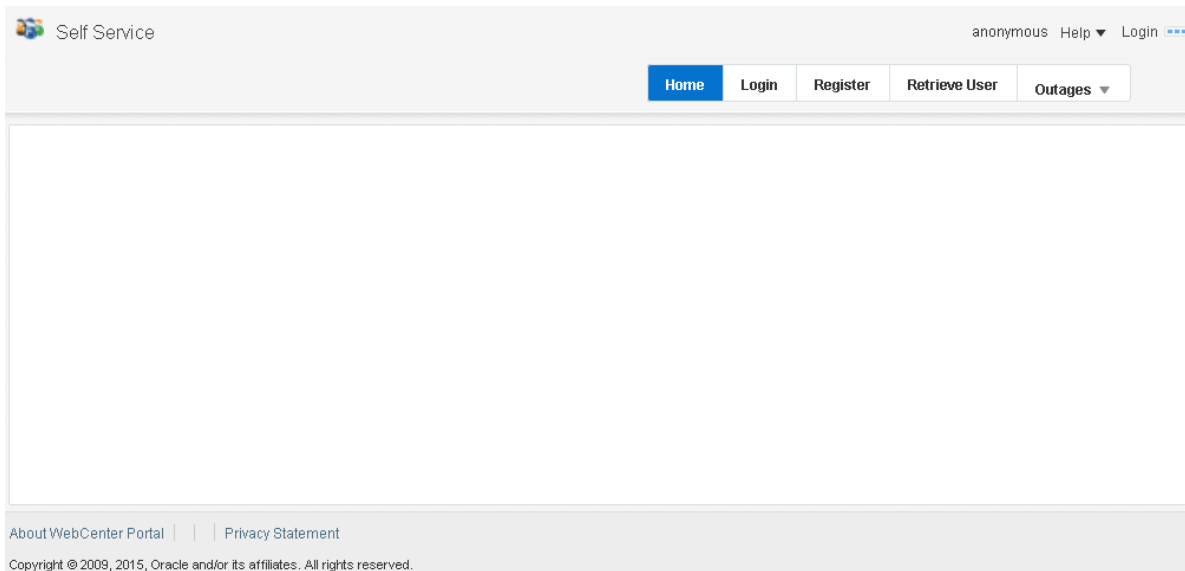 Self Service
anonymous Help Login
Home Login Register Retrieve User Outages
About WebCenter Portal Privacy Statement
Copyright © 2009, 2015, Oracle and/or its affiliates. All rights reserved.